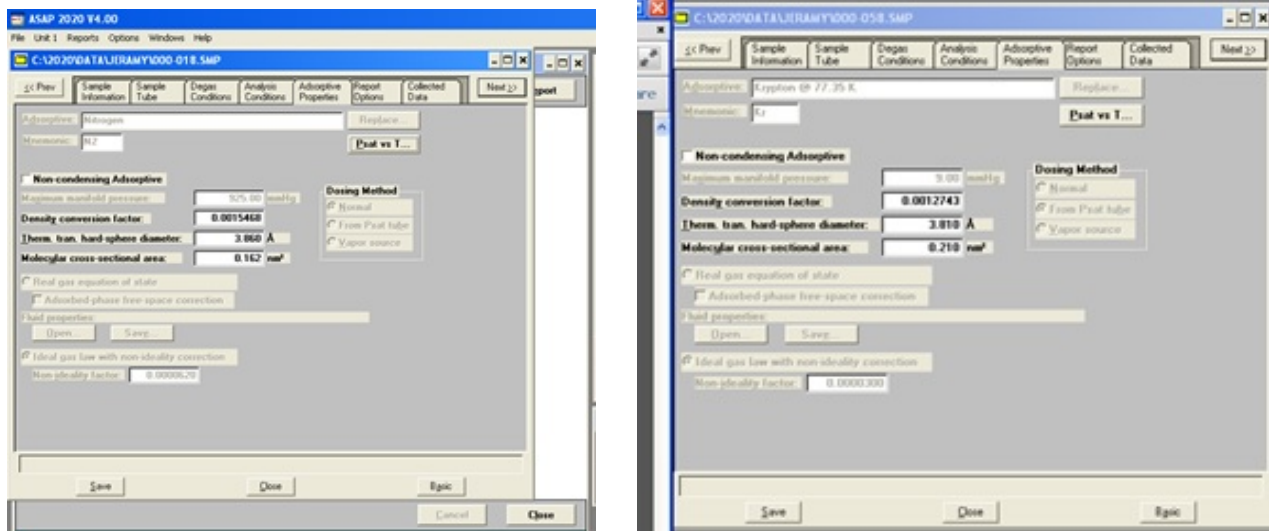 ASAP 2020 V4.00
File Unit 1 Reports Options Windows Help
C:\2020\DATA\JERAMY\000-018.SMP
<< Prev
Sample Information
Sample Tube
Degas Conditions
Analysis Conditions
Adsorptive Properties
Report Options
Collected Data
Next >>
Adsorptive: Nitrogen
Replace...
Mnemonic: N2
Psat vs T...
Non-condensing Adsorptive
Maximum manifold pressure: 925.00 mmHg
Density conversion factor: 0.0015468
Therm. tran. hard-sphere diameter: 3.860 Å
Molecular cross-sectional area: 0.162 nm²
Dosing Method
Normal
From Psat tube
Vapor source
Real gas equation of state
Adsorbed phase free-space correction
Fluid properties:
Open... Save...
Ideal gas law with non-ideality correction
Non-ideality factor: 0.0000620
Save Close Basic
Cancel Close
C:\2020\DATA\JERAMY\000-058.SMP
<< Prev
Sample Information
Sample Tube
Degas Conditions
Analysis Conditions
Adsorptive Properties
Report Options
Collected Data
Next >>
Adsorptive: Krypton @ 77.35 K
Replace...
Mnemonic: Kr
Psat vs T...
Non-condensing Adsorptive
Maximum manifold pressure: 9.00 mmHg
Density conversion factor: 0.0012743
Therm. tran. hard-sphere diameter: 3.810 Å
Molecular cross-sectional area: 0.210 nm²
Dosing Method
Normal
From Psat tube
Vapor source
Real gas equation of state
Adsorbed phase free-space correction
Fluid properties:
Open... Save...
Ideal gas law with non-ideality correction
Non-ideality factor: 0.0000300
Save Close Basic